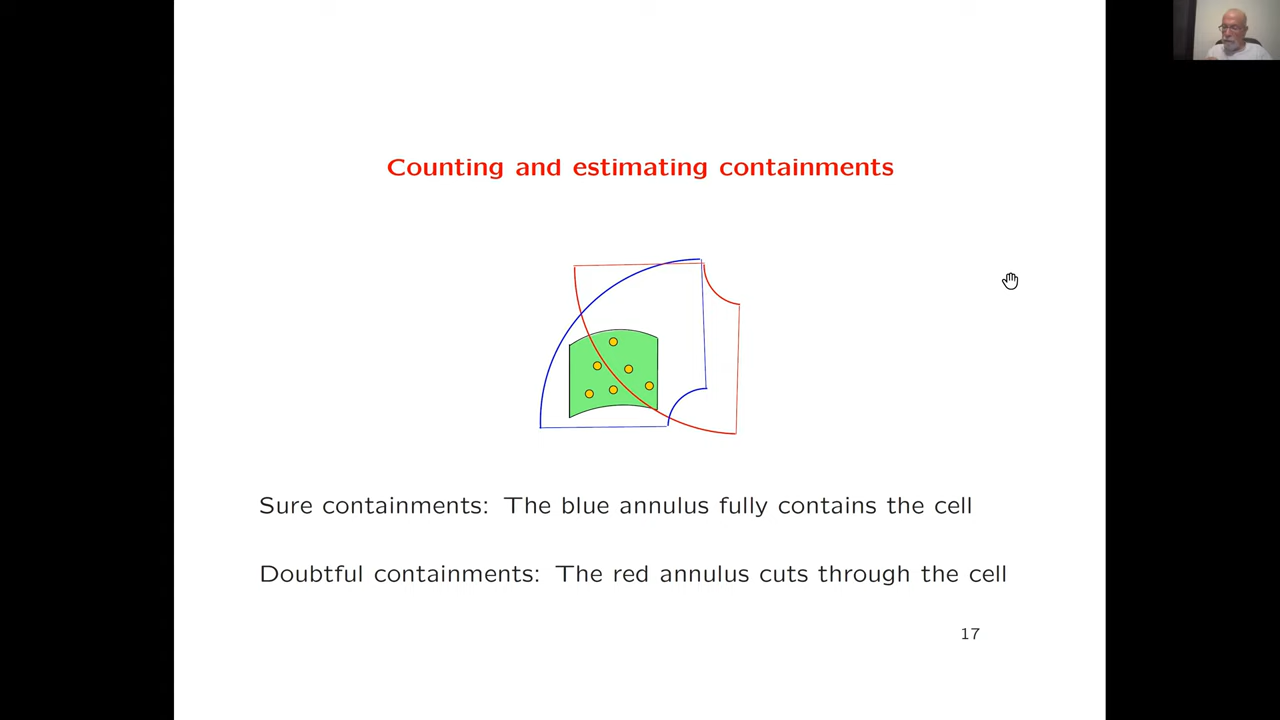 Counting and estimating containments
Sure containments: The blue annulus fully contains the cell
Doubtful containments: The red annulus cuts through the cell
17